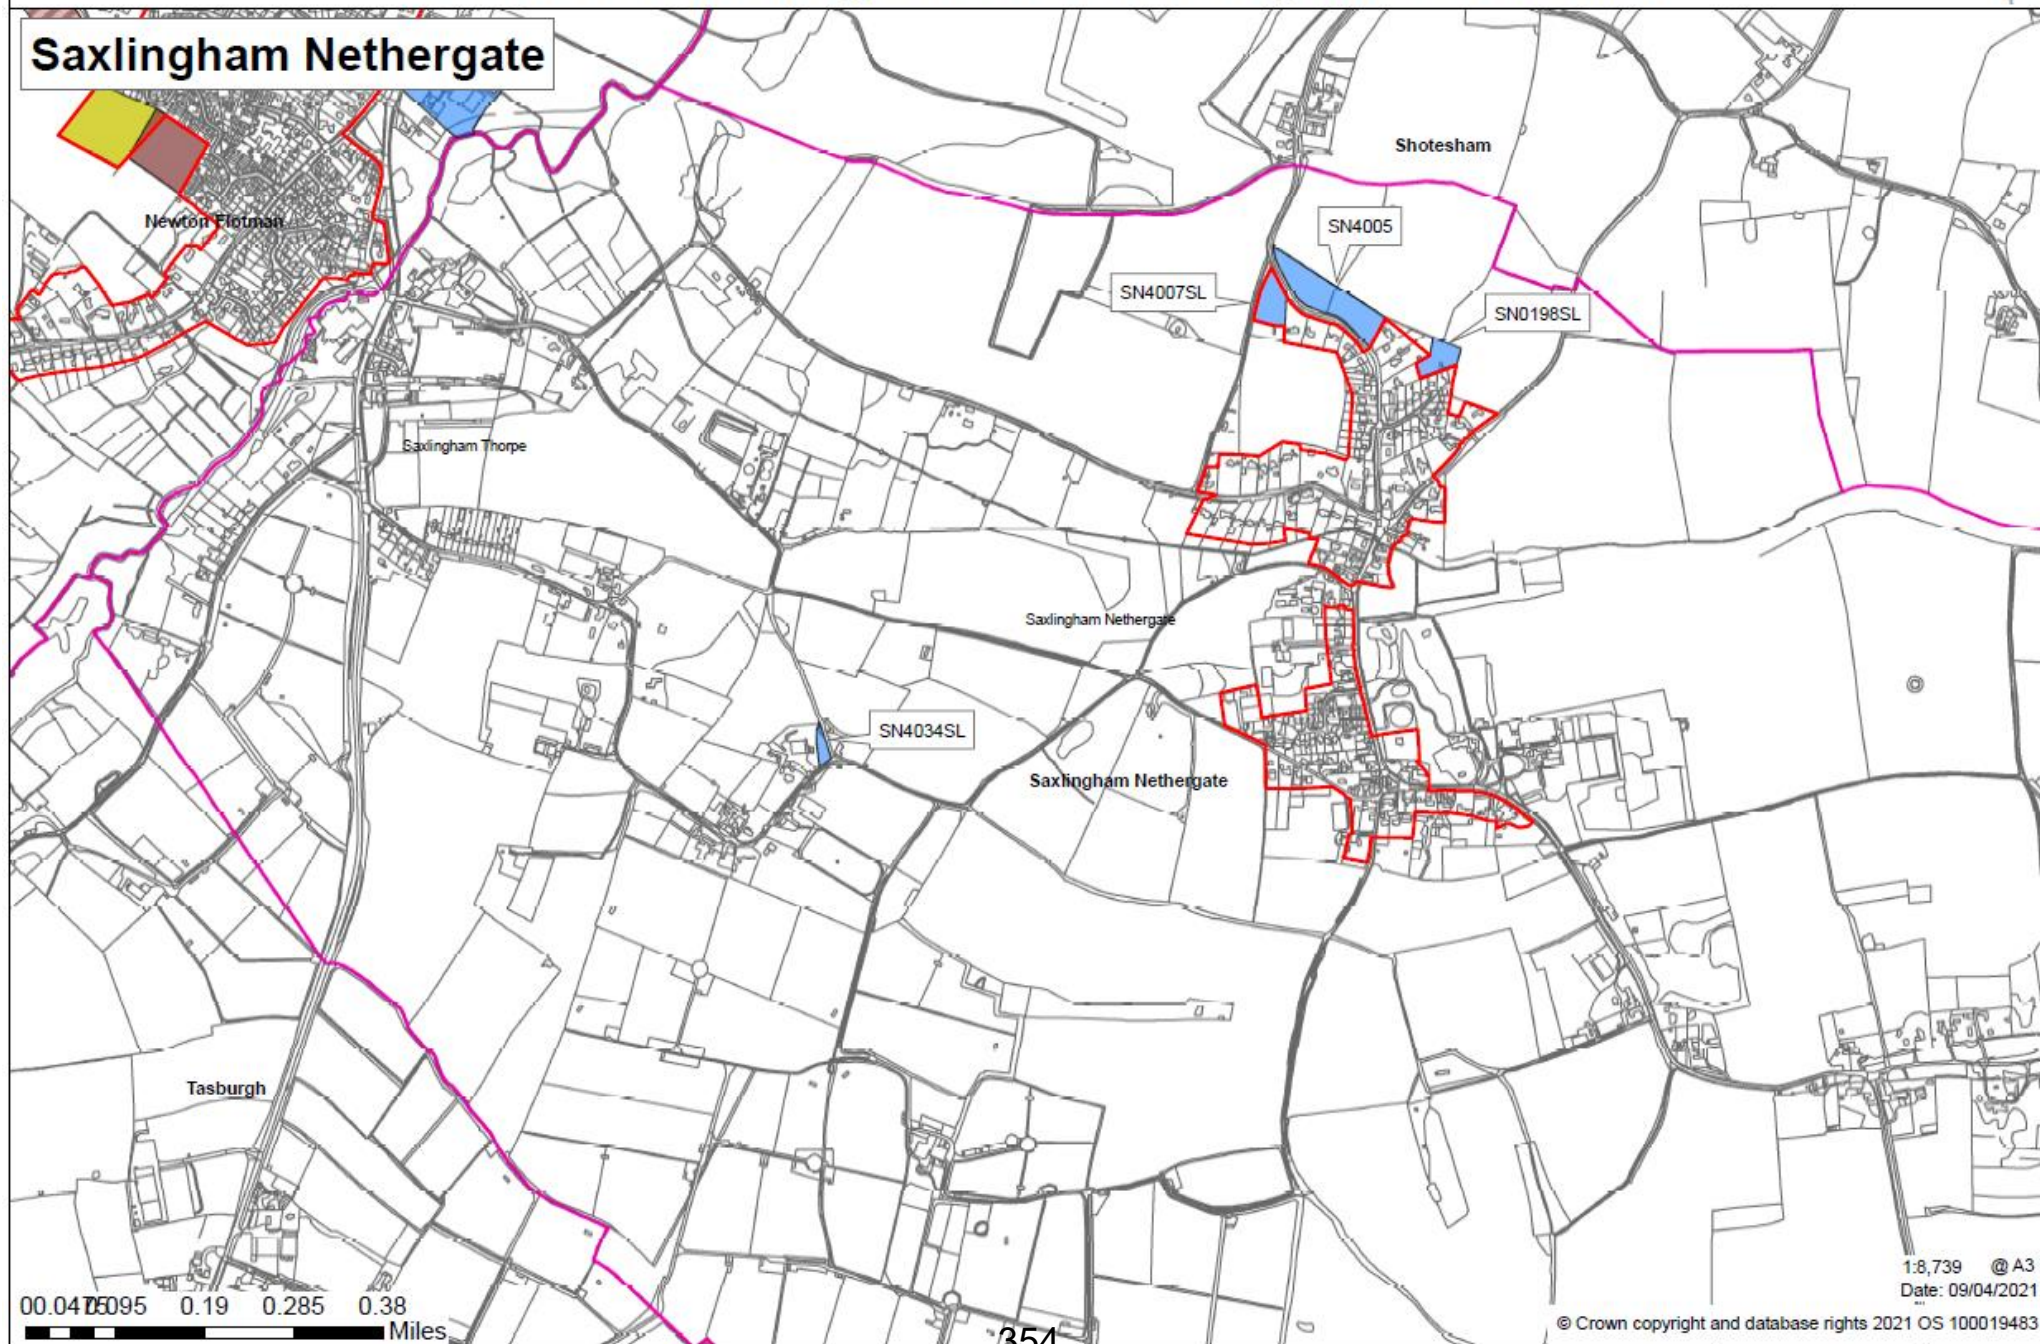 Saxlingham Nethergate
Shotesham
SN4005
Newton Flotman
SN4007SL
SN0198SL
Saxlingham Thorpe
Saxlingham Nethergate
SN4034SL
Saxlingham Nethergate
Tasburgh
1:8,739 @ A3
Date: 09/04/2021
0.19 0.285 0.38
Miles
354
© Crown copyright and database rights 2021 OS 100019483